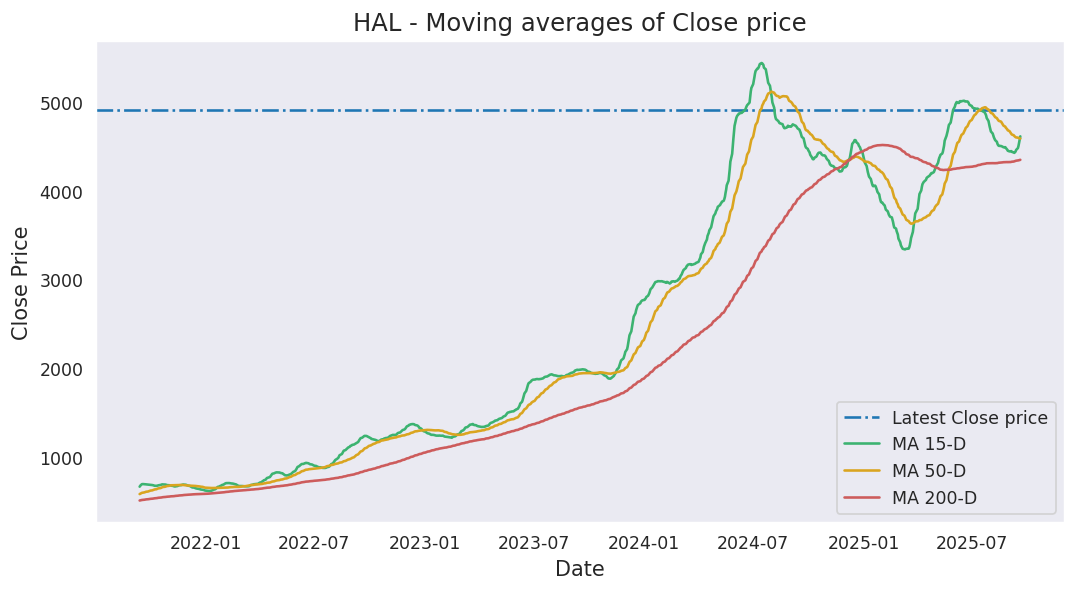 HAL - Moving averages of Close price
Close Price
5000
4000
3000
2000
1000
2022-01
2022-07
2023-01
2023-07
2024-01
2024-07
2025-01
2025-07
Date
Latest Close price
MA 15-D
MA 50-D
MA 200-D